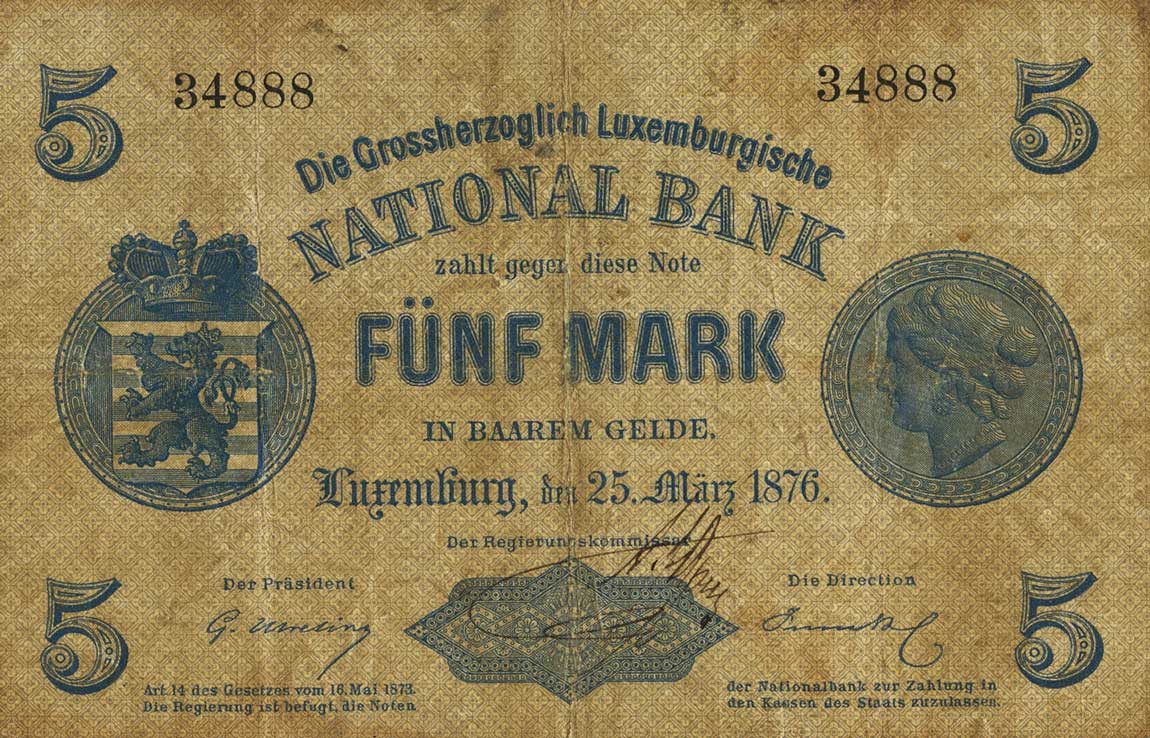 5 34888 34888 5
Die Grossherzoglich Luxemburgische
NATIONAL BANK
zahlt gegen diese Note
FÜNF MARK
IN BAAREM GELDE.
Luxemburg, den 25. März 1876.
Der Regierungskommissar
Der Präsident
Die Direction
5
5
Art. 14 des Gesetzes vom 16. Mai 1873.
Die Regierung ist befugt, die Noten
der Nationalbank zur Zahlung in
den Kassen des Staats zuzulassen.